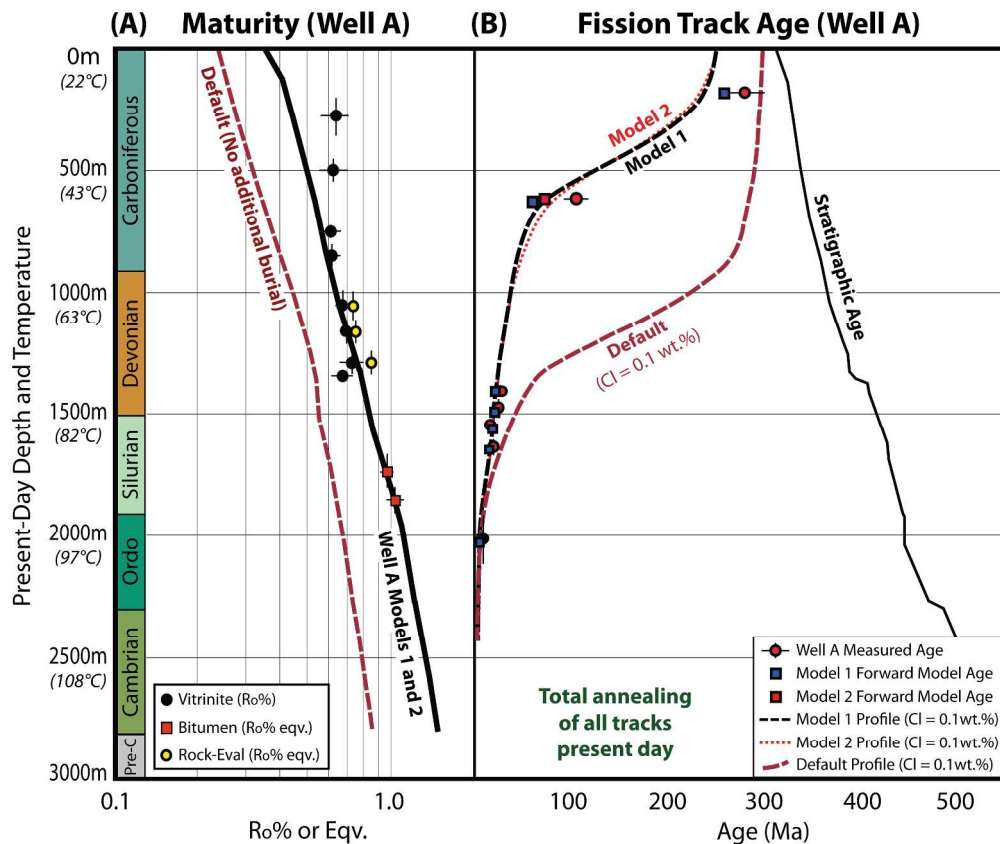 (A) Maturity (Well A)
(B) Fission Track Age (Well A)
Present-Day Depth and Temperature
0m
(22°C)
500m
(43°C)
1000m
(63°C)
1500m
(82°C)
2000m
(97°C)
2500m
(108°C)
3000m
Carboniferous
Devonian
Silurian
Ordo
Cambrian
Pre-C
Default (No additional burial)
Well A Models 1 and 2
Vitrinite (Ro%)
Bitumen (Ro% eqv.)
Rock-Eval (Ro% eqv.)
0.1 1.0
Ro% or Eqv.
Model 2
Model 1
Default
(Cl = 0.1 wt.%)
Stratigraphic Age
Total annealing
of all tracks
present day
Well A Measured Age
Model 1 Forward Model Age
Model 2 Forward Model Age
Model 1 Profile (Cl = 0.1wt.%)
Model 2 Profile (Cl = 0.1wt.%)
Default Profile (Cl = 0.1wt.%)
100 200 300 400 500
Age (Ma)